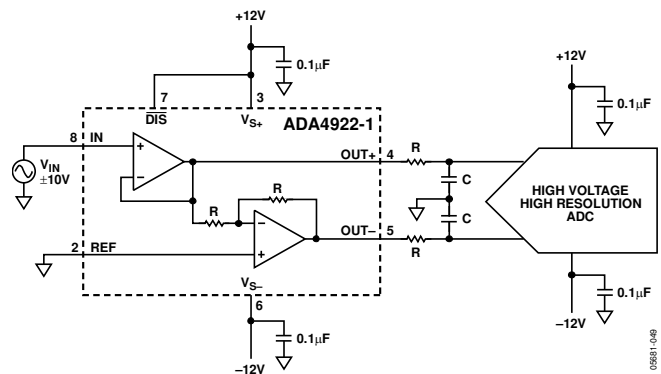 +12V
0.1µF
+12V
7
3
DIS
VS+
ADA4922-1
0.1µF
8 IN
R
OUT+ 4
VIN
±10V
C
HIGH VOLTAGE
HIGH RESOLUTION
ADC
R
R
C
OUT– 5
2 REF
R
VS–
6
0.1µF
–12V
0.1µF
–12V
05681-049